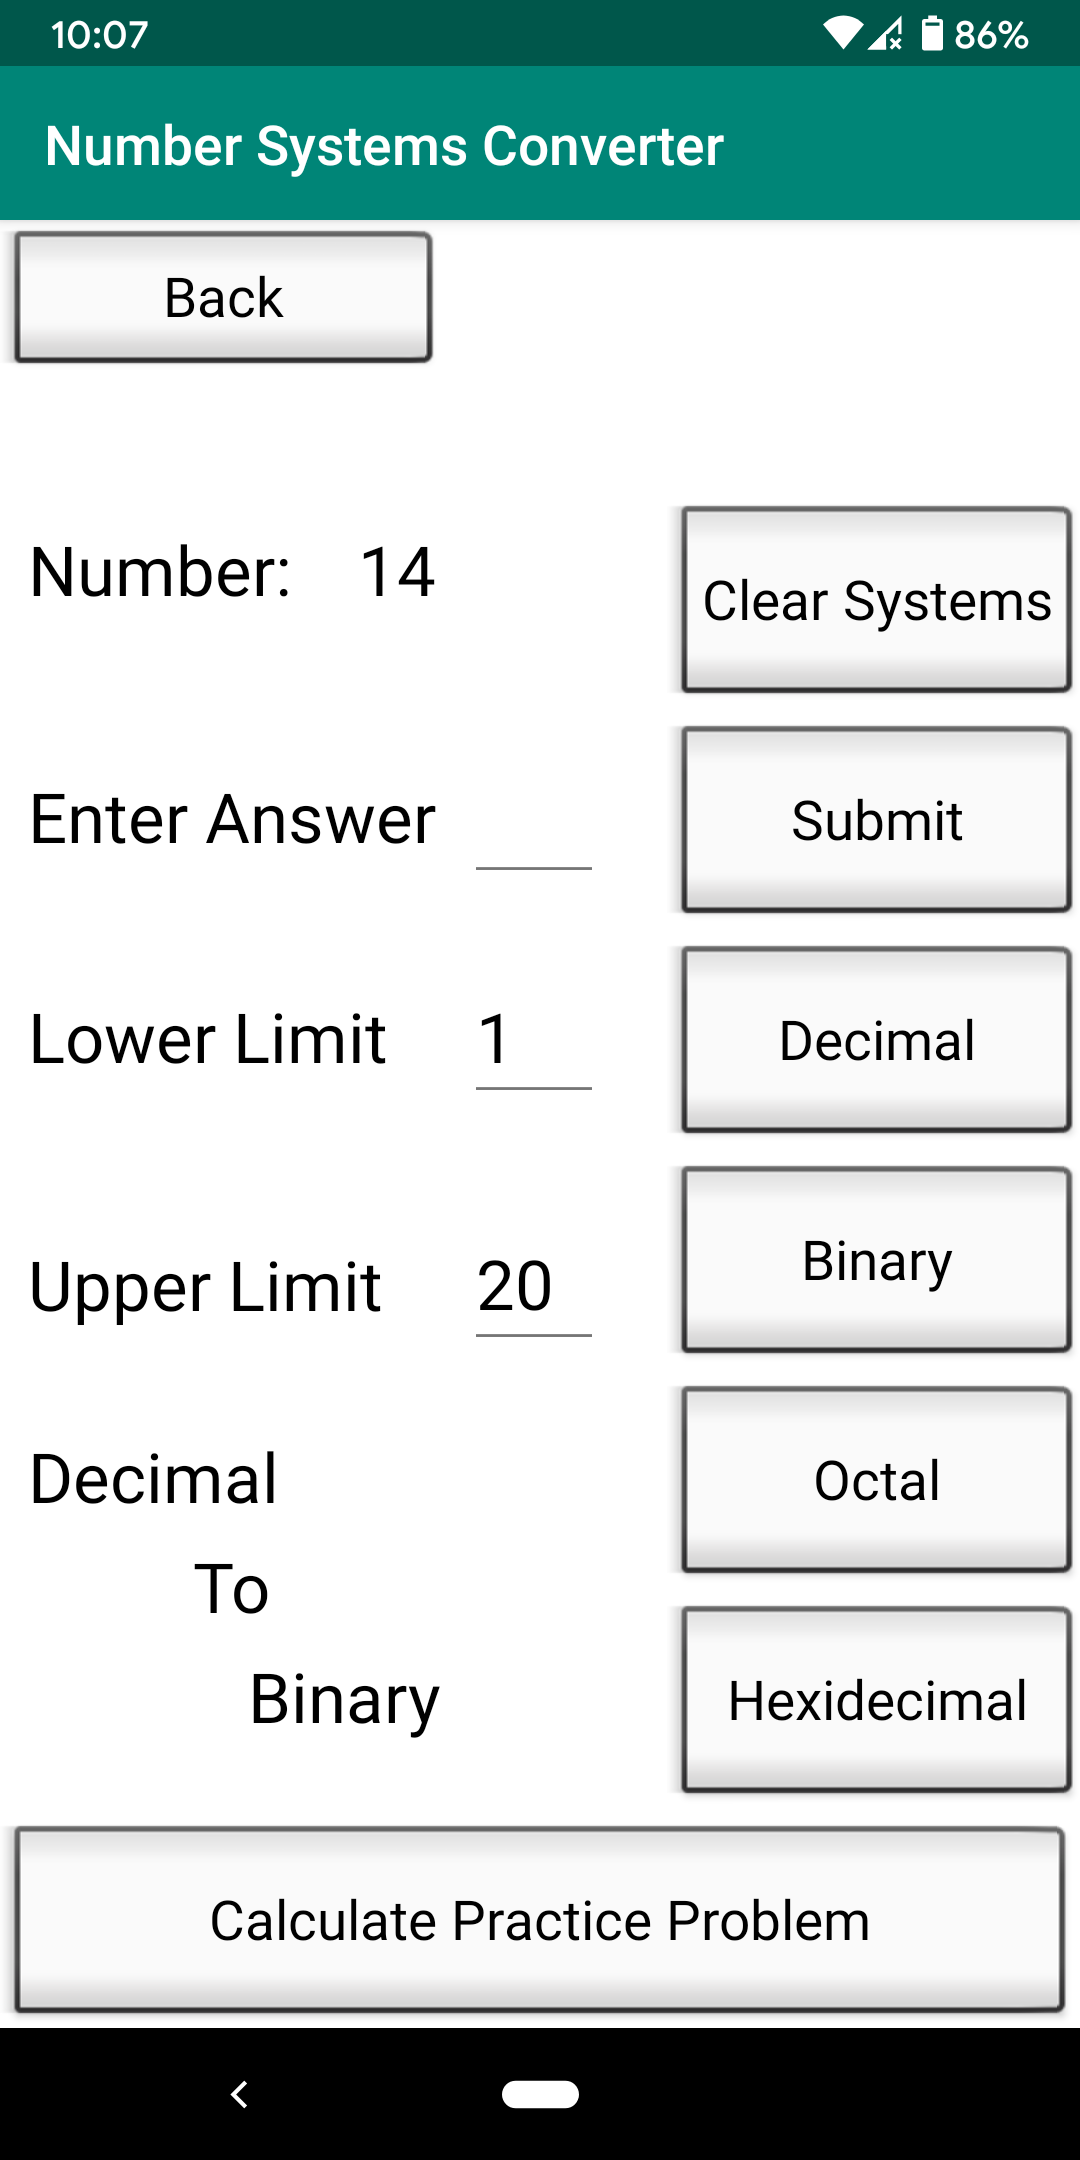 10:07
86%
Number Systems Converter
Back
Number: 14
Clear Systems
Enter Answer
Submit
Lower Limit 1
Decimal
Upper Limit 20
Binary
Decimal
Octal
To
Binary
Hexidecimal
Calculate Practice Problem